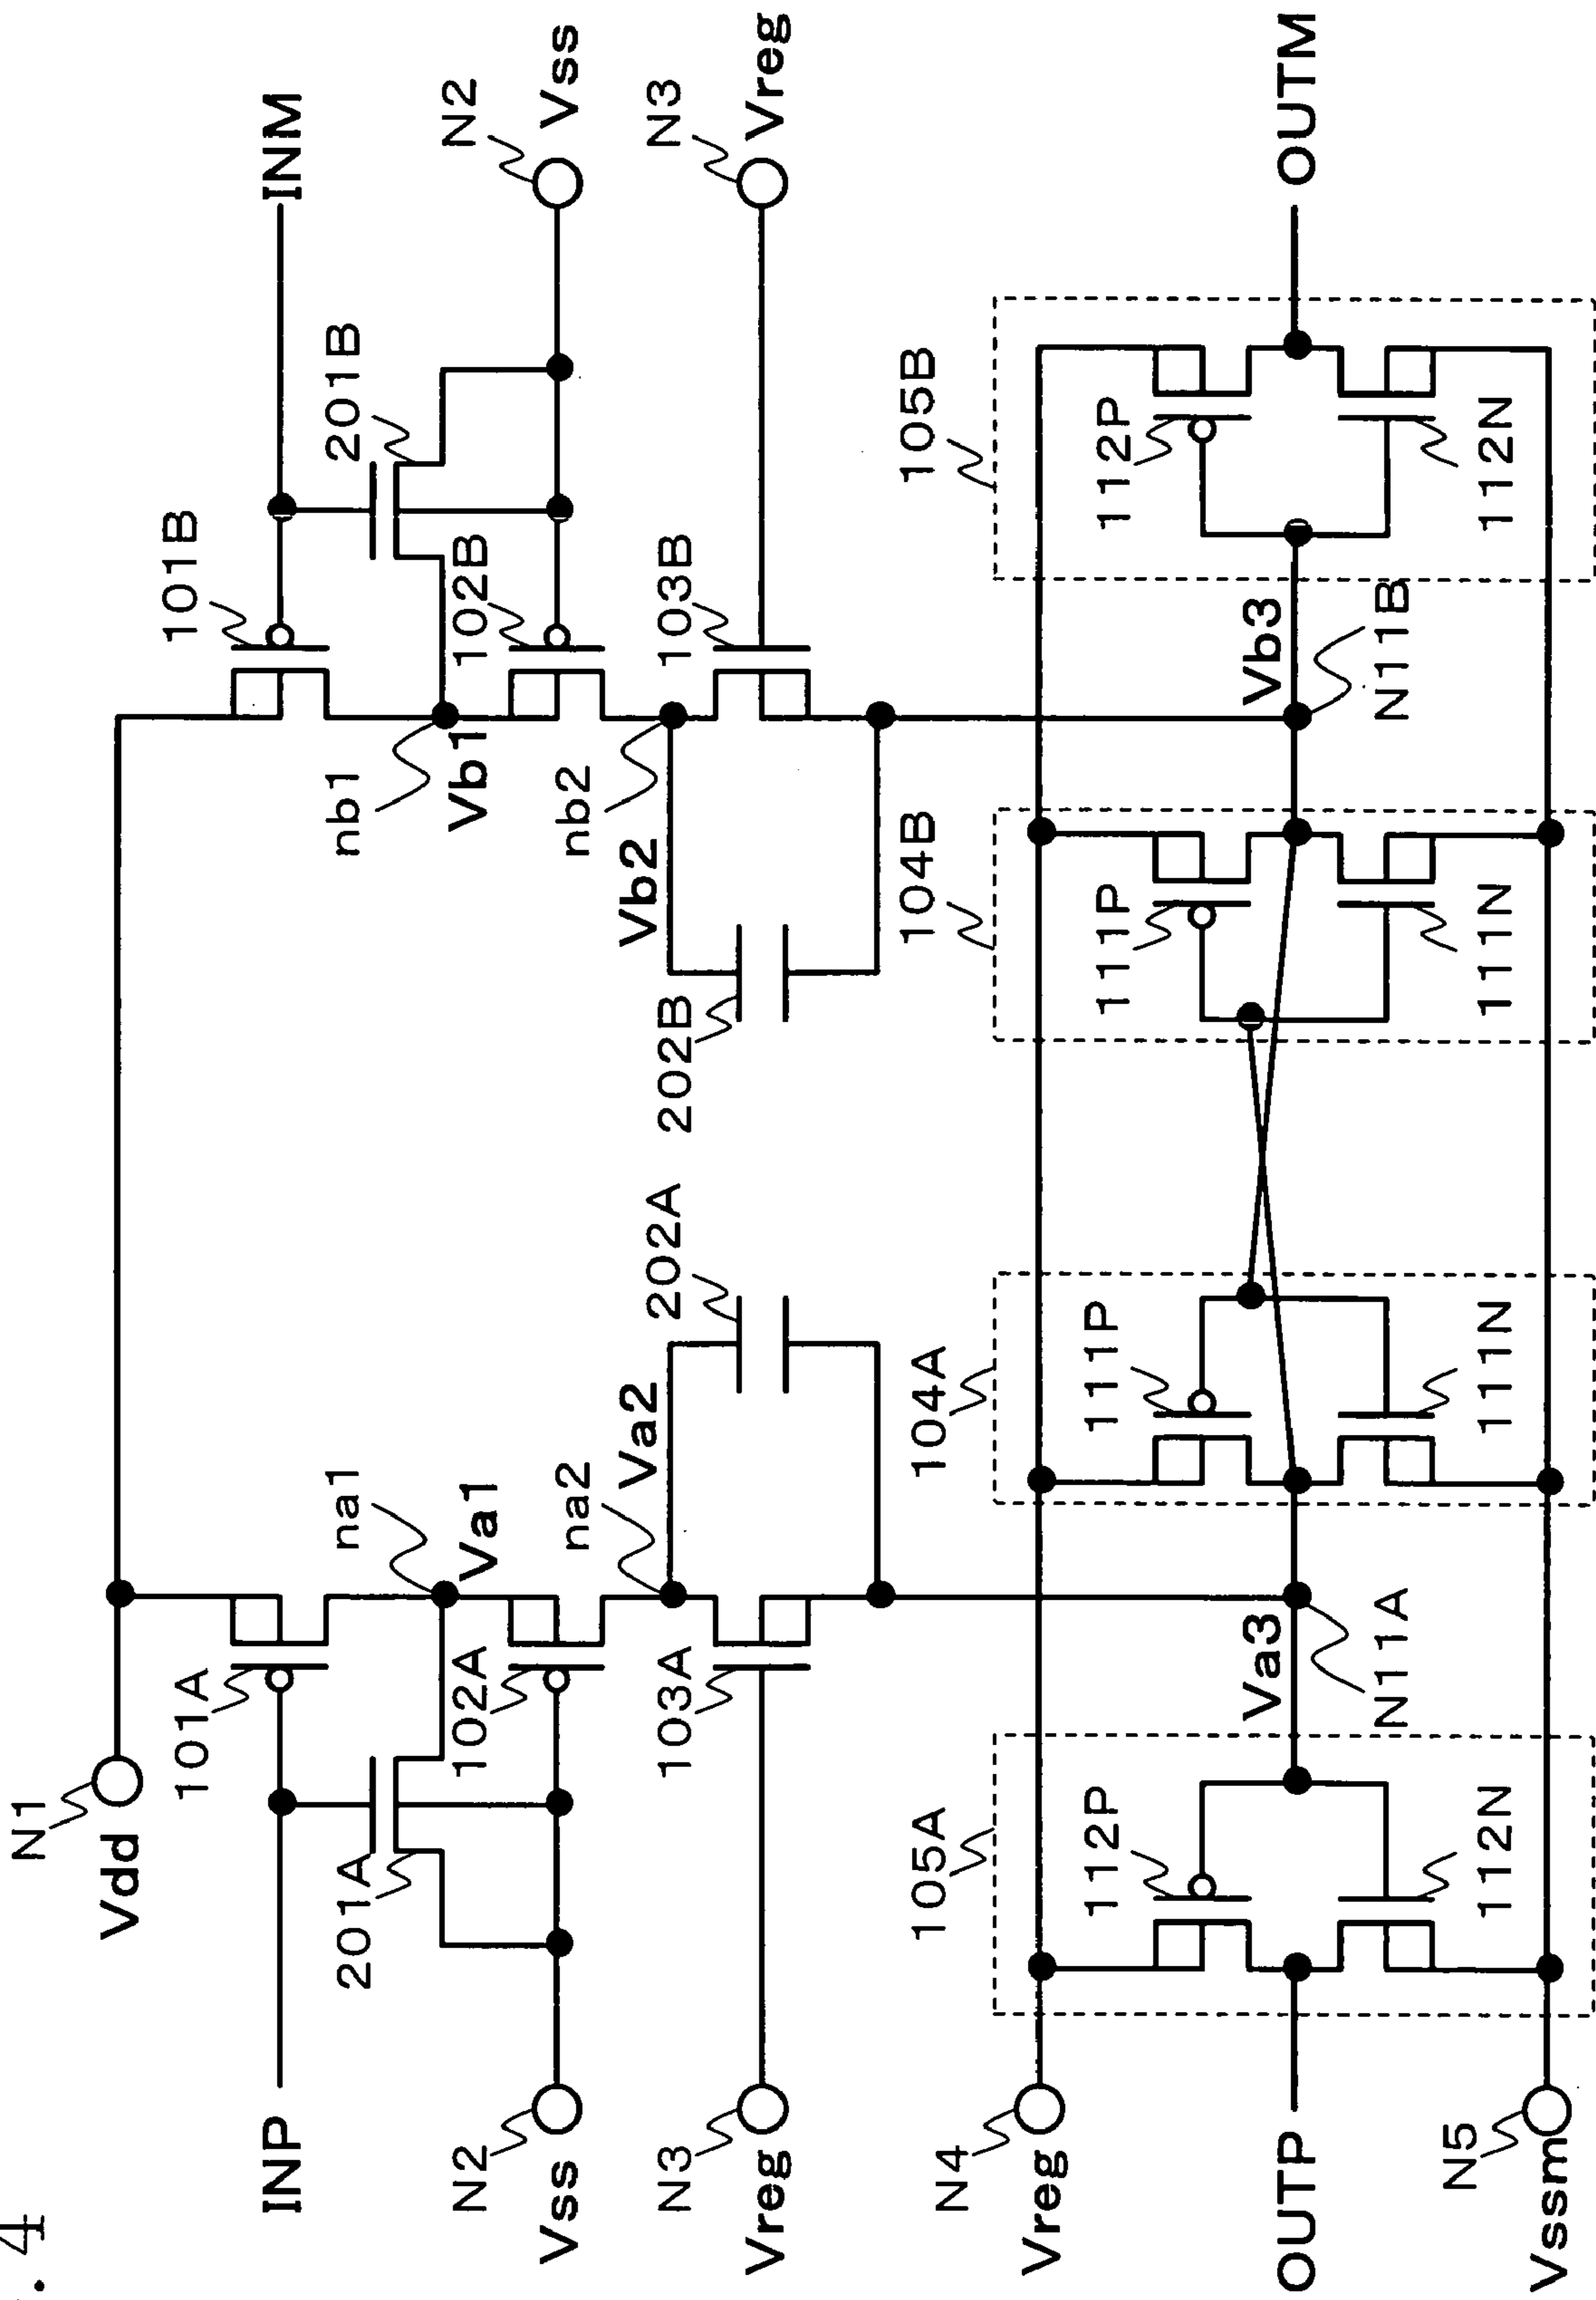 . 4
N1
Vdd
101A
101B
INP
INM
201A
na1
nb1
201B
N2
102A
Va1
Vb1
102B
N2
Vss
na2
nb2
Vss
Va2
Vb2
N3
103A
202A
202B
103B
N3
Vreg
Vreg
N4
105A
104A
104B
105B
Vreg
112P
111P
111P
112P
Va3
Vb3
OUTP
OUTM
N11A
N11B
N5
112N
111N
111N
112N
Vssm